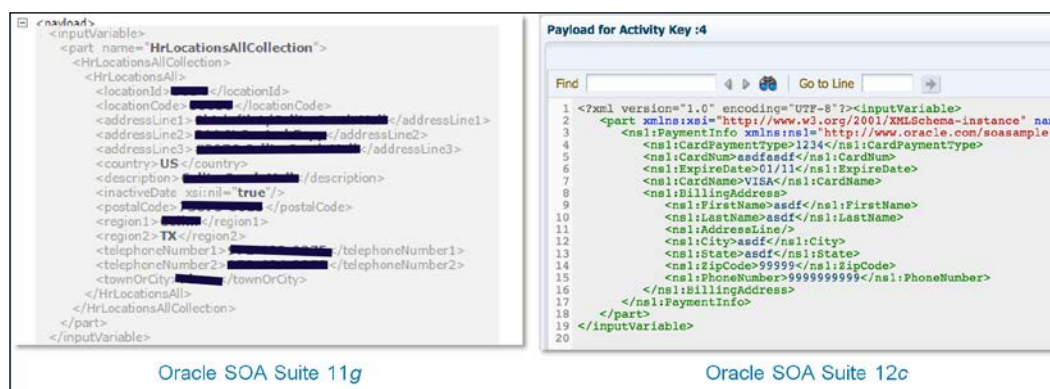 <payload>
<inputVariable>
<part name="HrLocationsAllCollection">
<HrLocationsAllCollection>
<HrLocationsAll>
<locationId> </locationId>
<locationCode> </locationCode>
<addressLine1> </addressLine1>
<addressLine2> </addressLine2>
<addressLine3> </addressLine3>
<country>US</country>
<description> </description>
<inactiveDate xsi:nil="true"/>
<postalCode> </postalCode>
<region1> </region1>
<region2>TX</region2>
<telephoneNumber1> </telephoneNumber1>
<telephoneNumber2> </telephoneNumber2>
<townOrCity> </townOrCity>
</HrLocationsAll>
</HrLocationsAllCollection>
</part>
</inputVariable>
Oracle SOA Suite 11g
Payload for Activity Key :4
Find Go to Line
1 <?xml version="1.0" encoding="UTF-8"?><inputVariable>
2 <part xmlns:xsi="http://www.w3.org/2001/XMLSchema-instance" nam
3 <ns1:PaymentInfo xmlns:ns1="http://www.oracle.com/soasample
4 <ns1:CardPaymentType>1234</ns1:CardPaymentType>
5 <ns1:CardNum>asdfasdf</ns1:CardNum>
6 <ns1:ExpireDate>01/11</ns1:ExpireDate>
7 <ns1:CardName>VISA</ns1:CardName>
8 <ns1:BillingAddress>
9 <ns1:FirstName>asdf</ns1:FirstName>
10 <ns1:LastName>asdf</ns1:LastName>
11 <ns1:AddressLine/>
12 <ns1:City>asdf</ns1:City>
13 <ns1:State>asdf</ns1:State>
14 <ns1:ZipCode>99999</ns1:ZipCode>
15 <ns1:PhoneNumber>9999999999</ns1:PhoneNumber>
16 </ns1:BillingAddress>
17 </ns1:PaymentInfo>
18 </part>
19 </inputVariable>
20
Oracle SOA Suite 12c